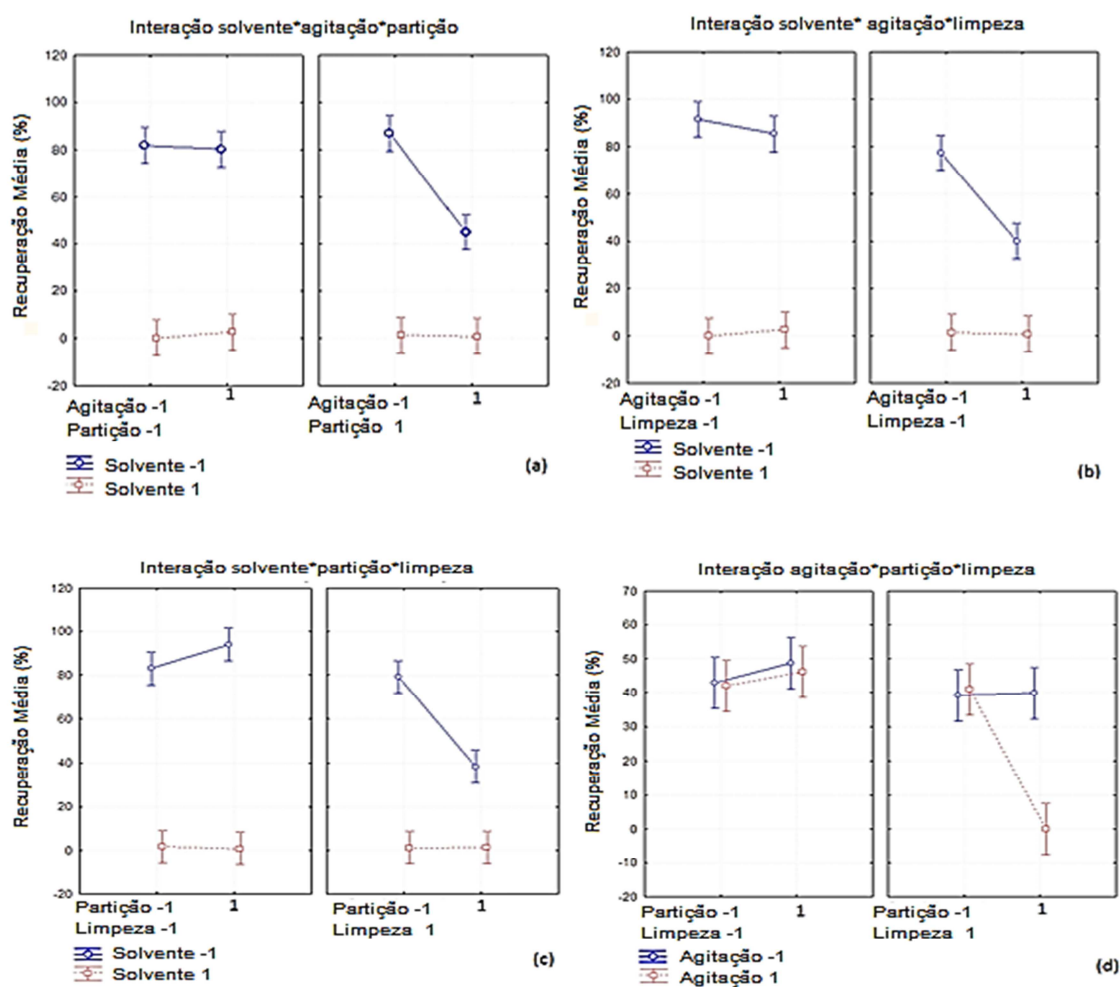 Interação solvente*agitação*partição
Recuperação Média (%)
120
100
80
60
40
20
0
-20
Agitação -1 1
Partição -1
Agitação -1 1
Partição 1
Solvente -1
Solvente 1
(a)
Interação solvente* agitação*limpeza
Recuperação Média (%)
120
100
80
60
40
20
0
-20
Agitação -1 1
Limpeza -1
Agitação -1 1
Limpeza -1
Solvente -1
Solvente 1
(b)
Interação solvente*partição*limpeza
Recuperação Média (%)
120
100
80
60
40
20
0
-20
Partição -1 1
Limpeza -1
Partição -1 1
Limpeza 1
Solvente -1
Solvente 1
(c)
Interação agitação*partição*limpeza
Recuperação Média (%)
70
60
50
40
30
20
10
0
-10
-20
Partição -1 1
Limpeza -1
Partição -1 1
Limpeza 1
Agitação -1
Agitação 1
(d)